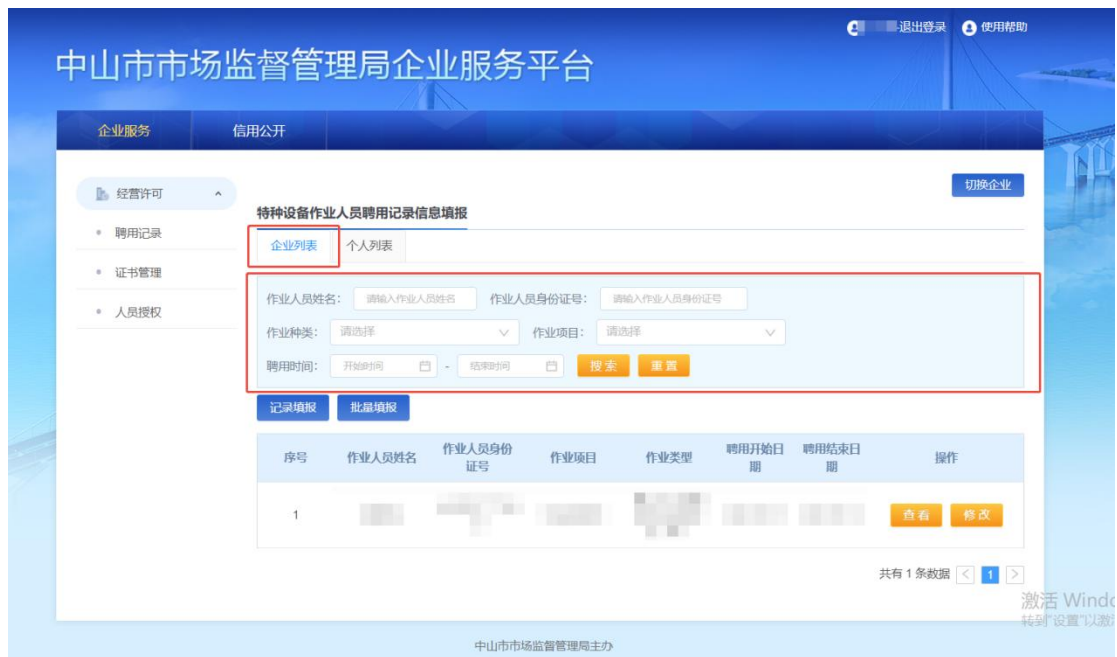 退出登录 使用帮助
中山市市场监督管理局企业服务平台
企业服务 信用公开
切换企业
经营许可
聘用记录
证书管理
人员授权
特种设备作业人员聘用记录信息填报
企业列表 个人列表
作业人员姓名: 请输入作业人员姓名 作业人员身份证号: 请输入作业人员身份证号
作业种类: 请选择 作业项目: 请选择
聘用时间: 开始时间 - 结束时间 搜索 重置
记录填报 批量填报
序号 作业人员姓名 作业人员身份证号 作业项目 作业类型 聘用开始日期 聘用结束日期 操作
1 查看 修改
共有 1 条数据 < 1 >
激活 Windo
转到"设置"以激
中山市市场监督管理局主办